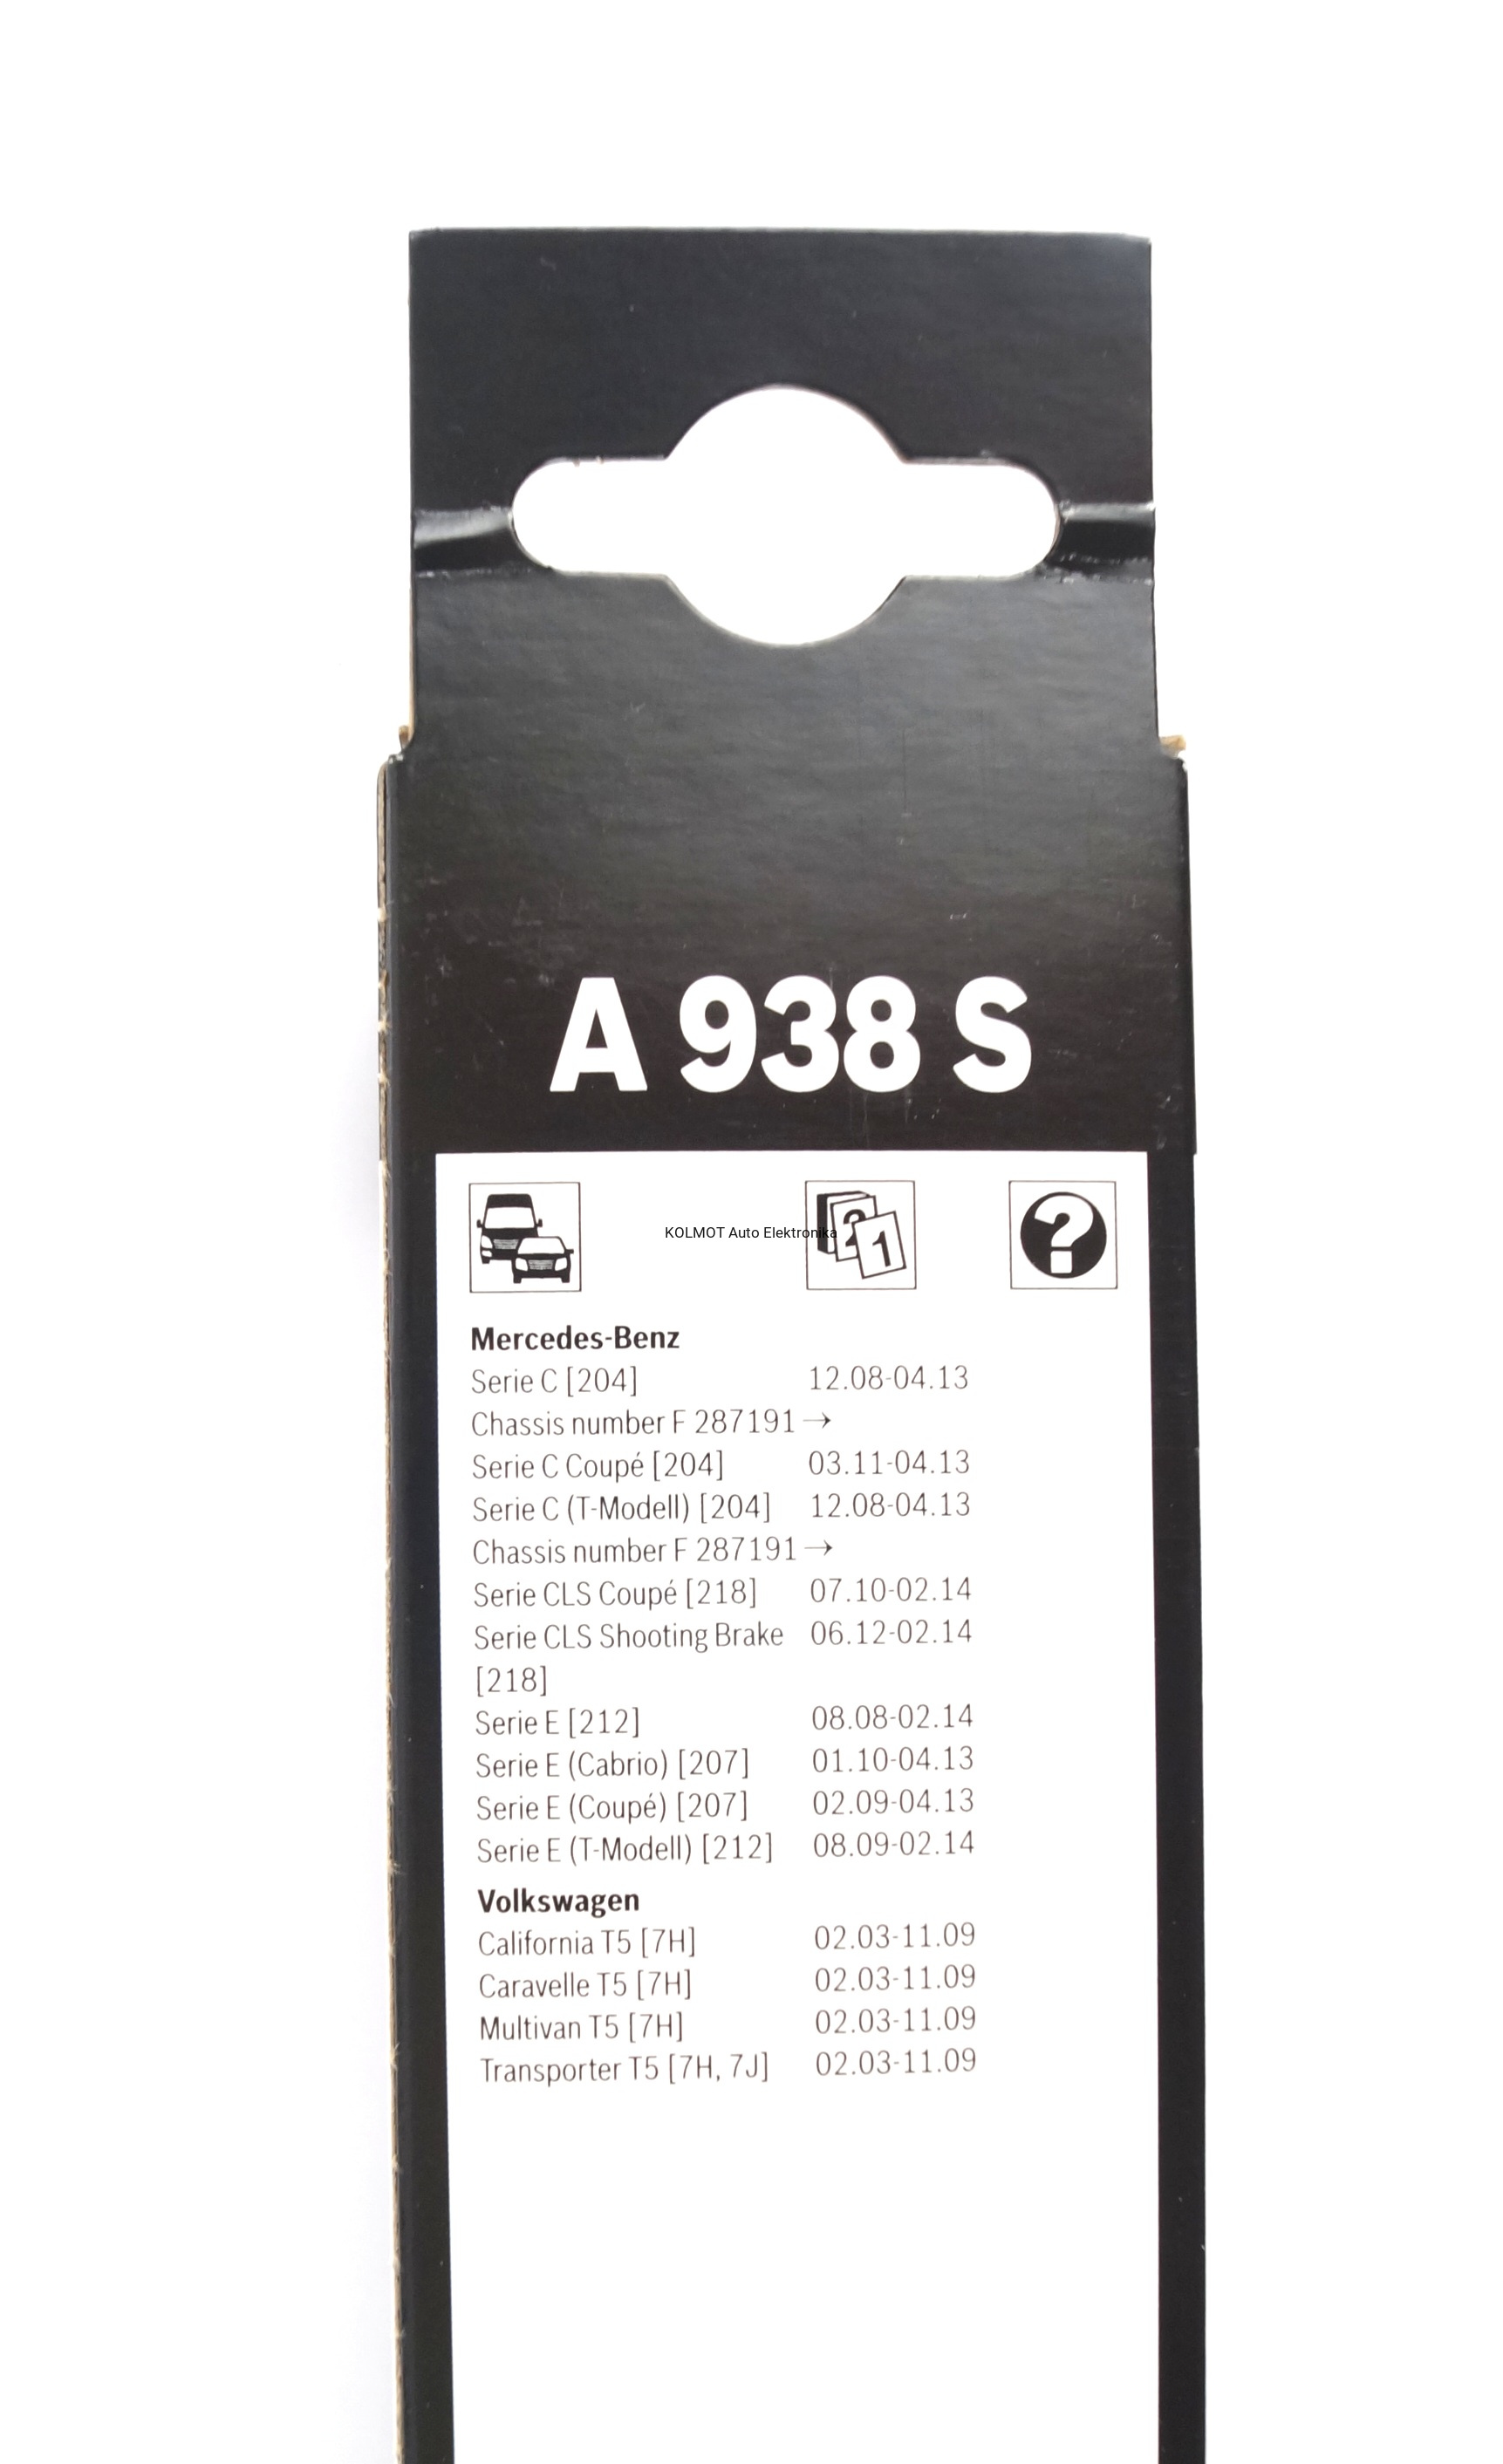 A 938 S
KOLMOT Auto Elektronika
2 1
?
Mercedes-Benz
Serie C [204] 12.08-04.13
Chassis number F 287191 →
Serie C Coupé [204] 03.11-04.13
Serie C (T-Modell) [204] 12.08-04.13
Chassis number F 287191 →
Serie CLS Coupé [218] 07.10-02.14
Serie CLS Shooting Brake 06.12-02.14
[218]
Serie E [212] 08.08-02.14
Serie E (Cabrio) [207] 01.10-04.13
Serie E (Coupé) [207] 02.09-04.13
Serie E (T-Modell) [212] 08.09-02.14
Volkswagen
California T5 [7H] 02.03-11.09
Caravelle T5 [7H] 02.03-11.09
Multivan T5 [7H] 02.03-11.09
Transporter T5 [7H, 7J] 02.03-11.09